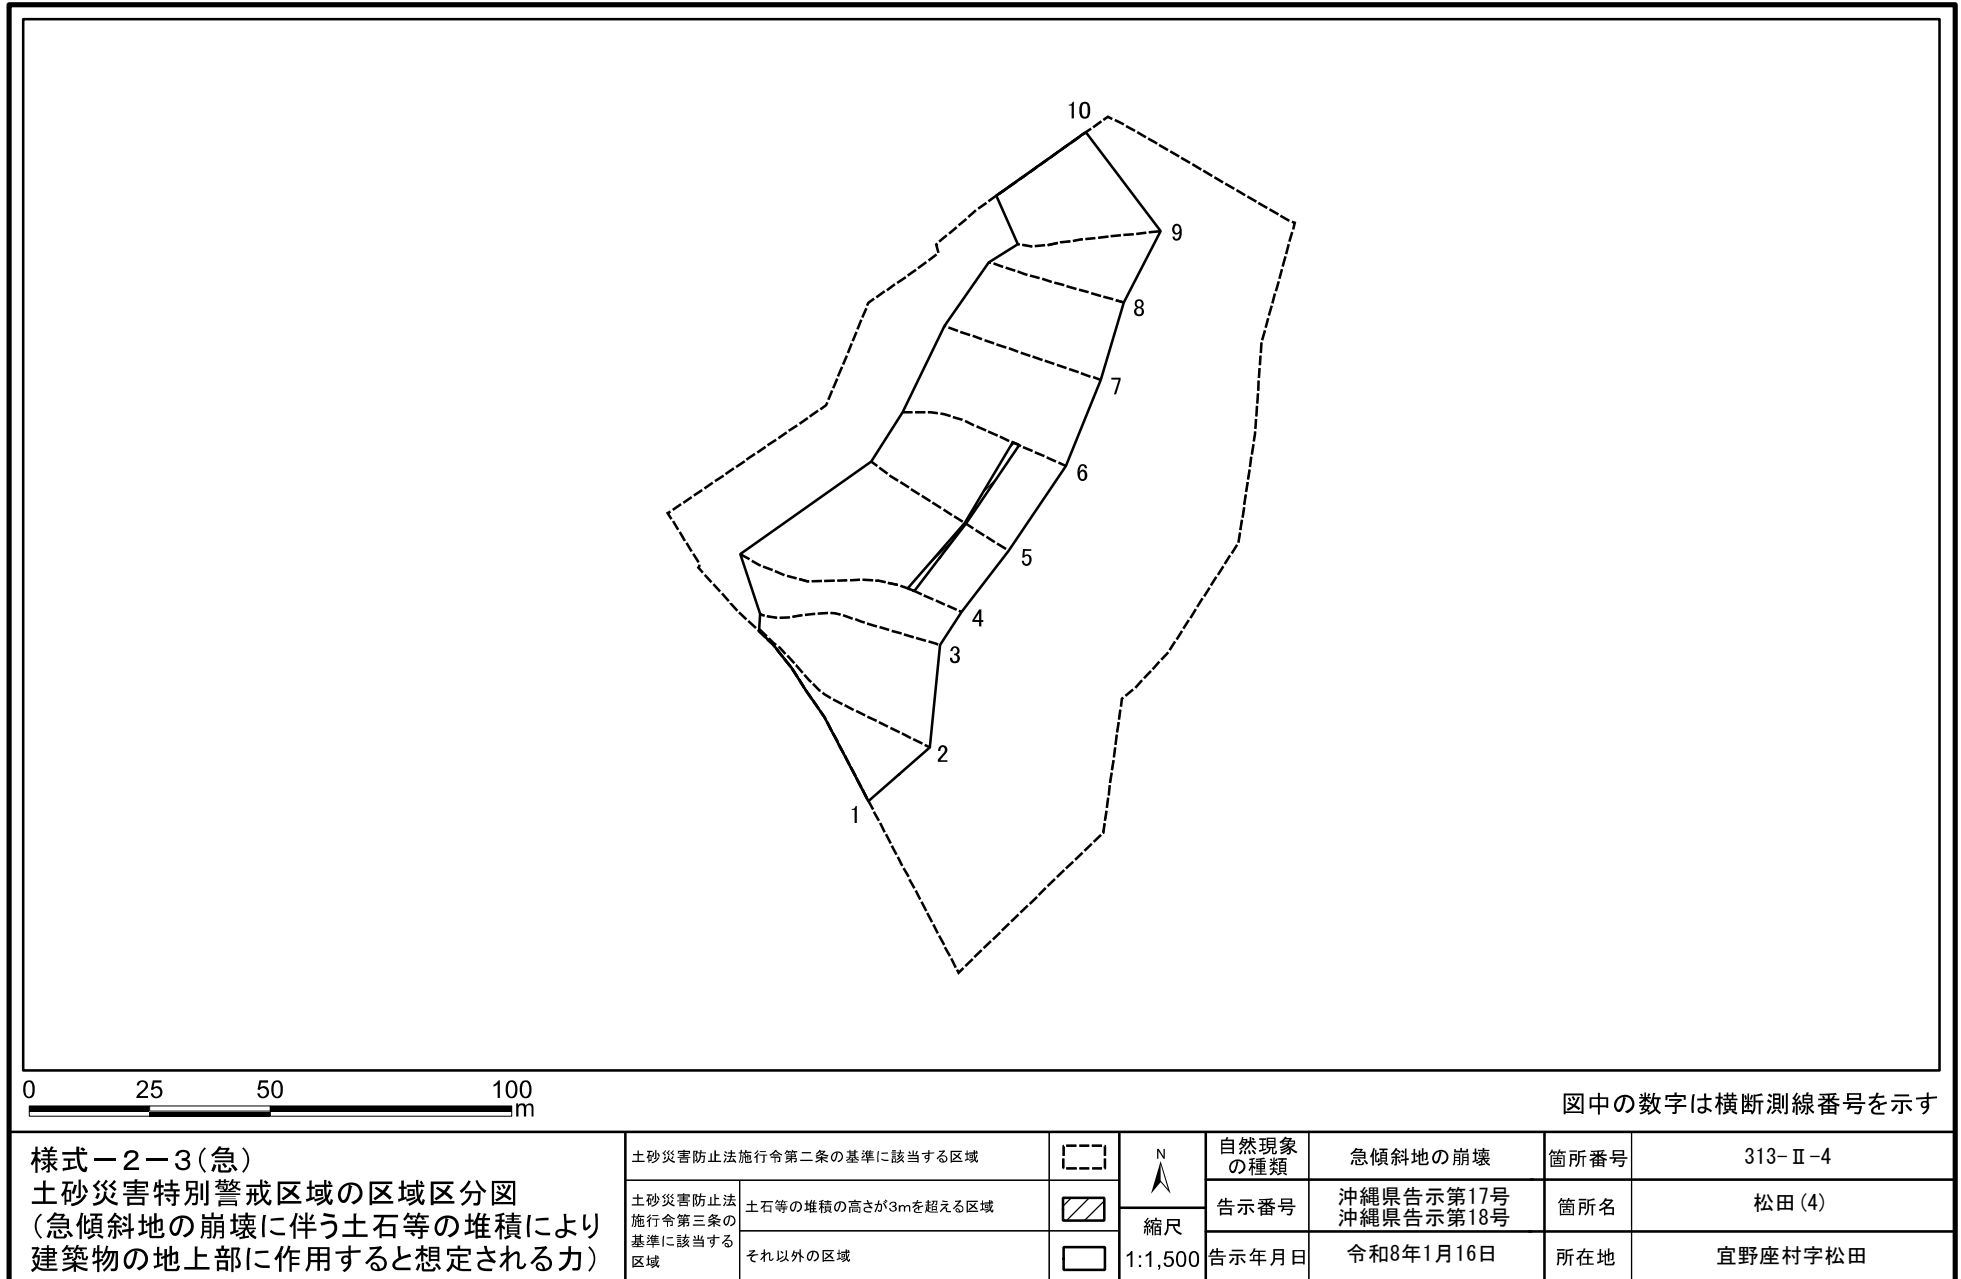 10
9
8
7
6
5
4
3
2
1
0 25 50 100
m
図中の数字は横断測線番号を示す
様式－２－３（急）
土砂災害特別警戒区域の区域区分図
（急傾斜地の崩壊に伴う土石等の堆積により
建築物の地上部に作用すると想定される力）
土砂災害防止法施行令第二条の基準に該当する区域
土砂災害防止法
施行令第三条の
基準に該当する
区域
土石等の堆積の高さが3mを超える区域
それ以外の区域
N
縮尺
1:1,500
自然現象
の種類
急傾斜地の崩壊
箇所番号
313-Ⅱ-4
告示番号
沖縄県告示第17号
沖縄県告示第18号
箇所名
松田(4)
告示年月日
令和8年1月16日
所在地
宜野座村字松田